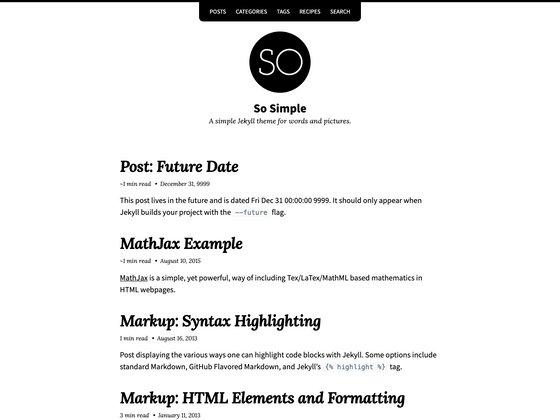 POSTS CATEGORIES TAGS RECIPES SEARCH
SO
So Simple
A simple Jekyll theme for words and pictures.
Post: Future Date
~1 min read • December 31, 9999
This post lives in the future and is dated Fri Dec 31 00:00:00 9999. It should only appear when
Jekyll builds your project with the --future flag.
MathJax Example
~1 min read • August 10, 2015
MathJax is a simple, yet powerful, way of including Tex/LaTex/MathML based mathematics in
HTML webpages.
Markup: Syntax Highlighting
1 min read • August 16, 2013
Post displaying the various ways one can highlight code blocks with Jekyll. Some options include
standard Markdown, GitHub Flavored Markdown, and Jekyll's {% highlight %} tag.
Markup: HTML Elements and Formatting
3 min read • January 11, 2013